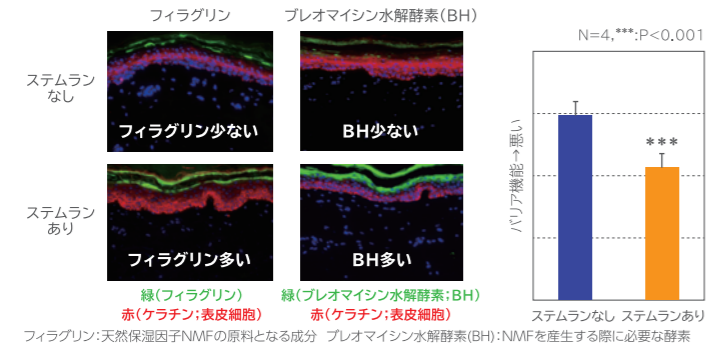 フィラグリン
ブレオマイシン水解酵素（BH）
ステムラン
なし
フィラグリン少ない
BH少ない
ステムラン
あり
フィラグリン多い
BH多い
緑（フィラグリン）
赤（ケラチン；表皮細胞）
緑（ブレオマイシン水解酵素；BH）
赤（ケラチン；表皮細胞）
N=4,***:P<0.001
バリア機能→悪い
***
ステムランなし
ステムランあり
フィラグリン：天然保湿因子NMFの原料となる成分 ブレオマイシン水解酵素(BH)：NMFを産生する際に必要な酵素